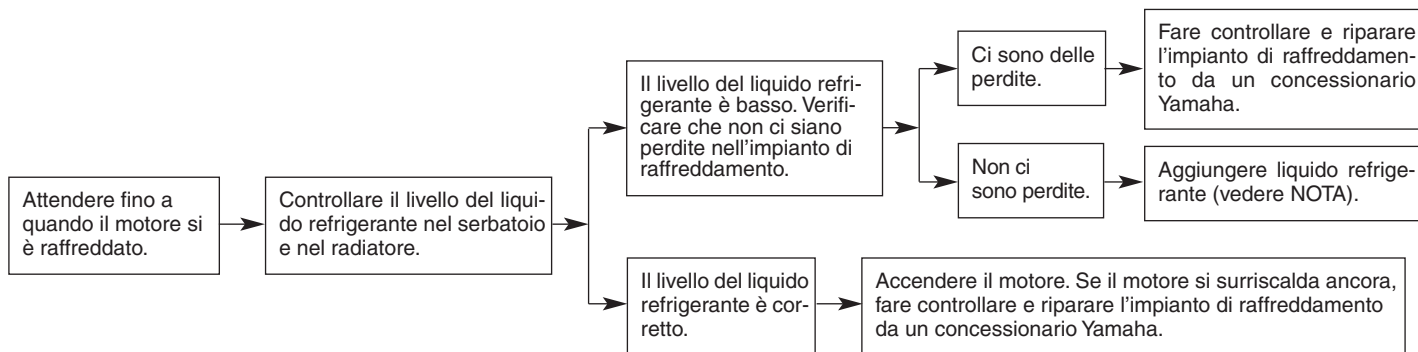 Attendere fino a
quando il motore si
è raffreddato.
Controllare il livello del liqui-
do refrigerante nel serbatoio
e nel radiatore.
Il livello del liquido refri-
gerante è basso. Verifi-
care che non ci siano
perdite nell’impianto di
raffreddamento.
Ci sono delle
perdite.
Fare controllare e riparare
l’impianto di raffreddamen-
to da un concessionario
Yamaha.
Non ci
sono perdite.
Aggiungere liquido refrige-
rante (vedere NOTA).
Il livello del liquido
refrigerante è cor-
retto.
Accendere il motore. Se il motore si surriscalda ancora,
fare controllare e riparare l’impianto di raffreddamento
da un concessionario Yamaha.